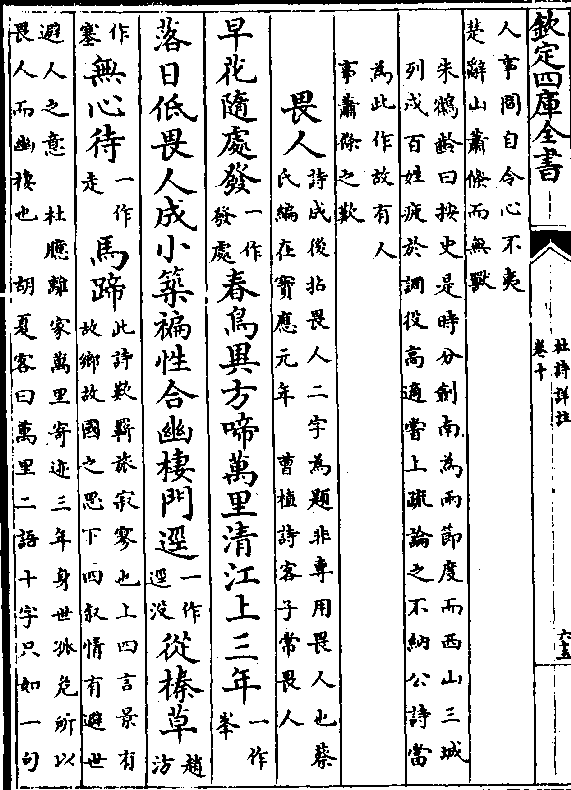 欽定四庫全書
杜詩詳註
卷十
六十五
人事罔自令心不夷
楚辭山蕭條而無獸
朱鶴齡曰按史是時分劍南為兩節度而西山三城
列戍百姓疲於調役高適嘗上疏論之不納公詩當
為此作故有人
事蕭條之歎
畏人詩成後拈畏人二字為題非專用畏人也蔡
氏編在寳應元年 曹植詩客子常畏人
早花隨處發一作發處春鳥異方啼萬里清江上三年一作峯
落日低畏人成小築褊性合幽棲門逕一作逕没從榛草趙汸
作塞無心待一作走馬蹄此詩歎羇旅寂寥也上四言景有
故鄉故國之思下四叙情有避世
避人之意 杜臆離家萬里寄迹三年身世孤危所以
畏人而幽棲也 胡夏客曰萬里二語十字只如一句